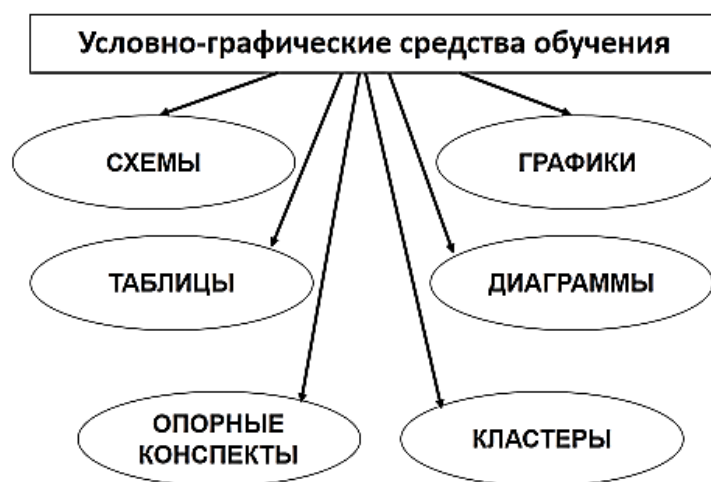 Условно-графические средства обучения
СХЕМЫ
ГРАФИКИ
ТАБЛИЦЫ
ДИАГРАММЫ
ОПОРНЫЕ
КОНСПЕКТЫ
КЛАСТЕРЫ